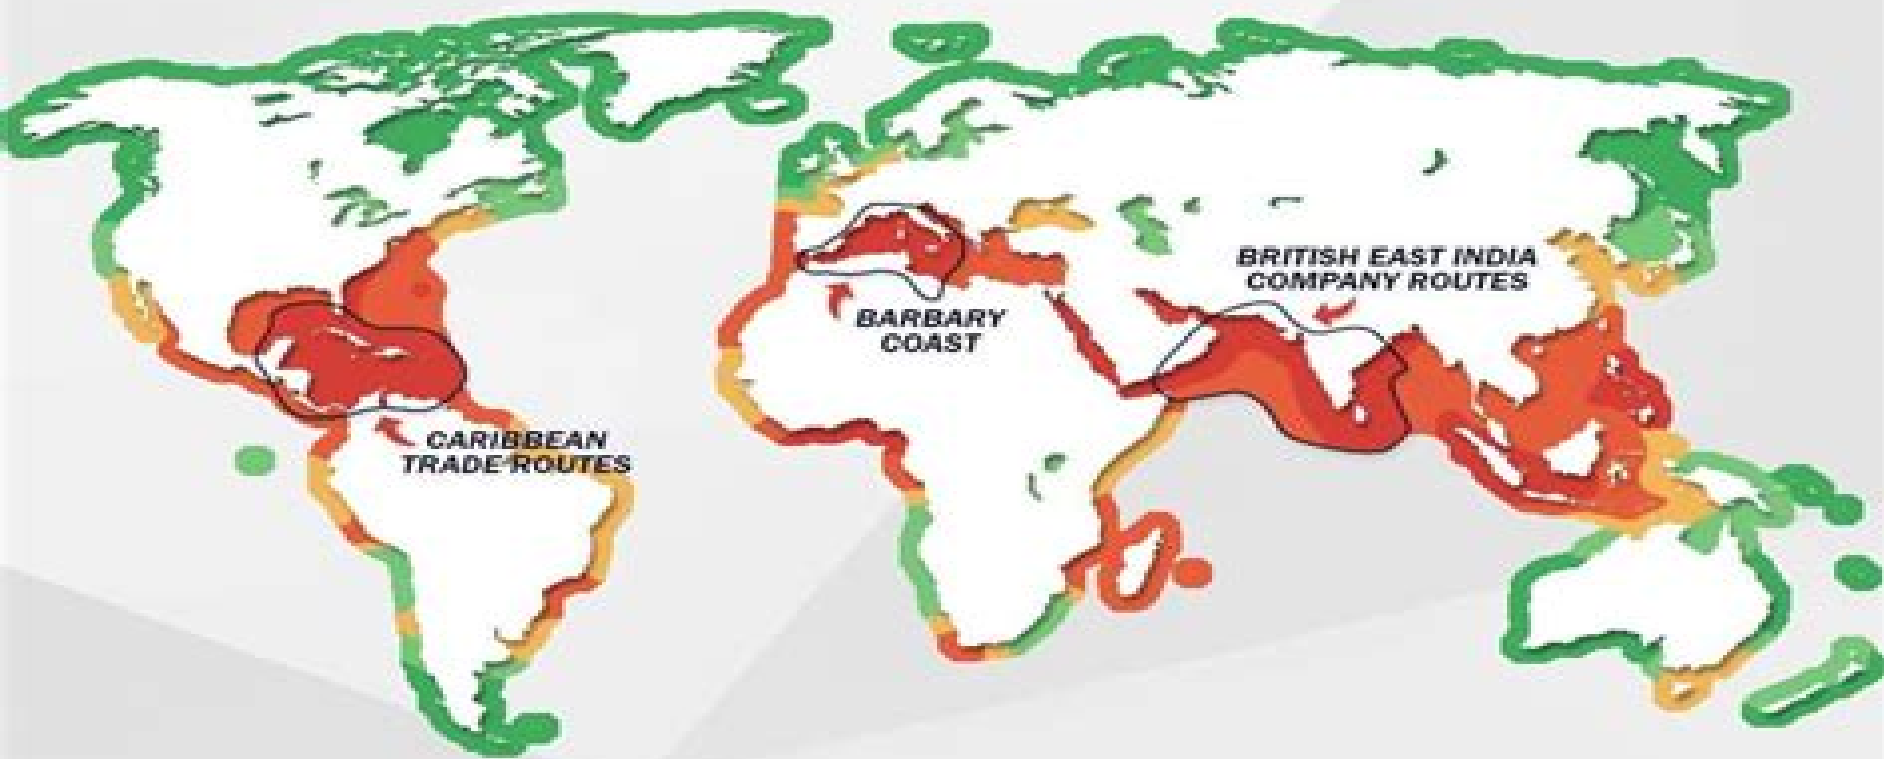 BRITISH EAST INDIA
COMPANY ROUTES
BARBARY
COAST
CARIBBEAN
TRADE ROUTES